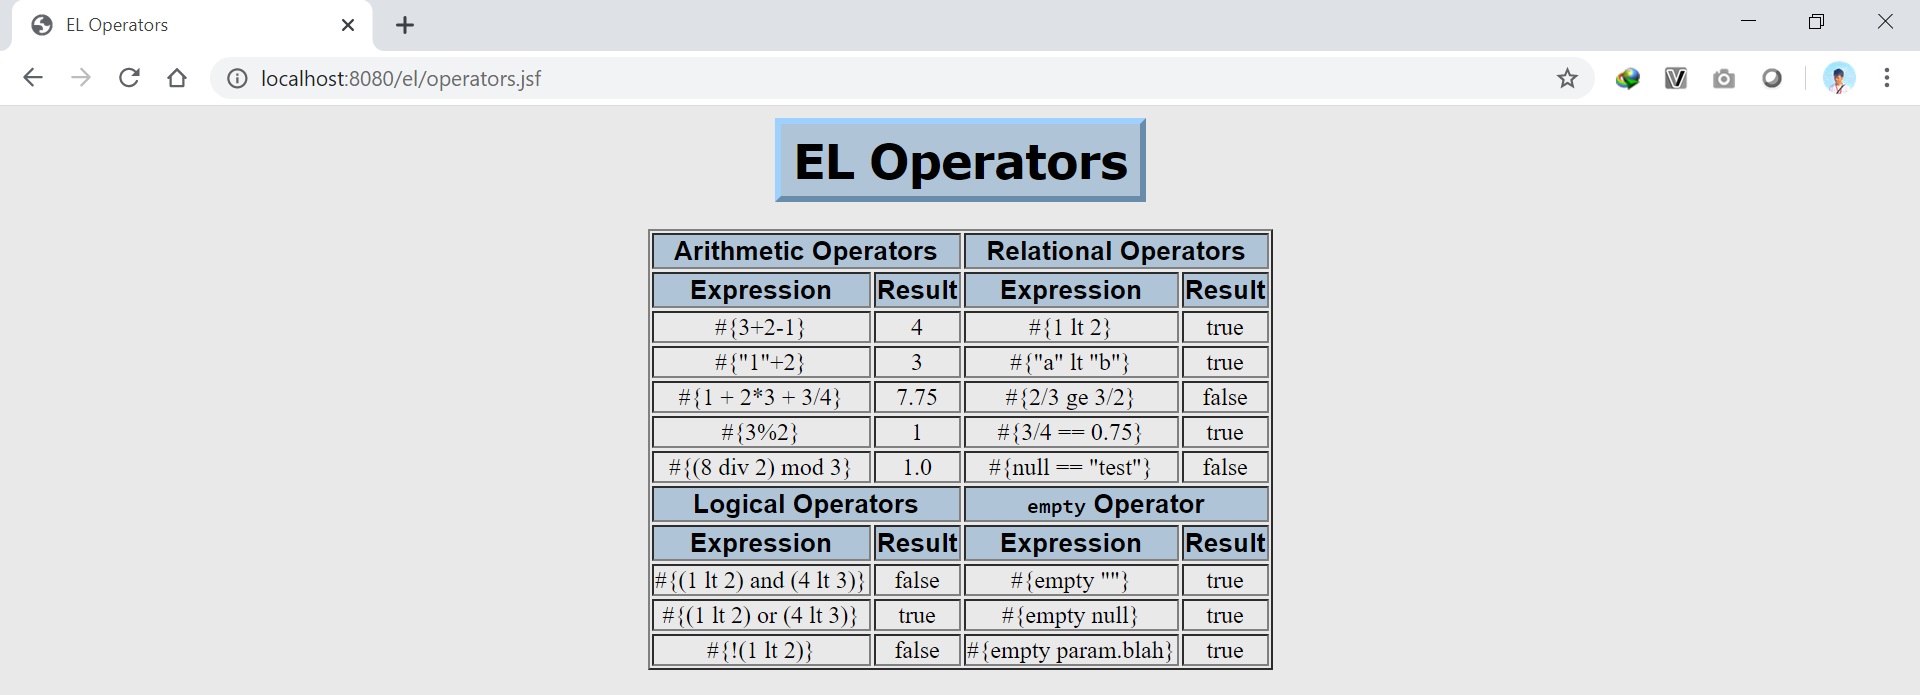 EL Operators
localhost:8080/el/operators.jsf
EL Operators
Arithmetic Operators Relational Operators
Expression Result Expression Result
#{3+2-1} 4 #{1 lt 2} true
#{"1"+2} 3 #{"a" lt "b"} true
#{1 + 2*3 + 3/4} 7.75 #{2/3 ge 3/2} false
#{3%2} 1 #{3/4 == 0.75} true
#{(8 div 2) mod 3} 1.0 #{null == "test"} false
Logical Operators empty Operator
Expression Result Expression Result
#{(1 lt 2) and (4 lt 3)} false #{empty ""} true
#{(1 lt 2) or (4 lt 3)} true #{empty null} true
#{!(1 lt 2)} false #{empty param.blah} true